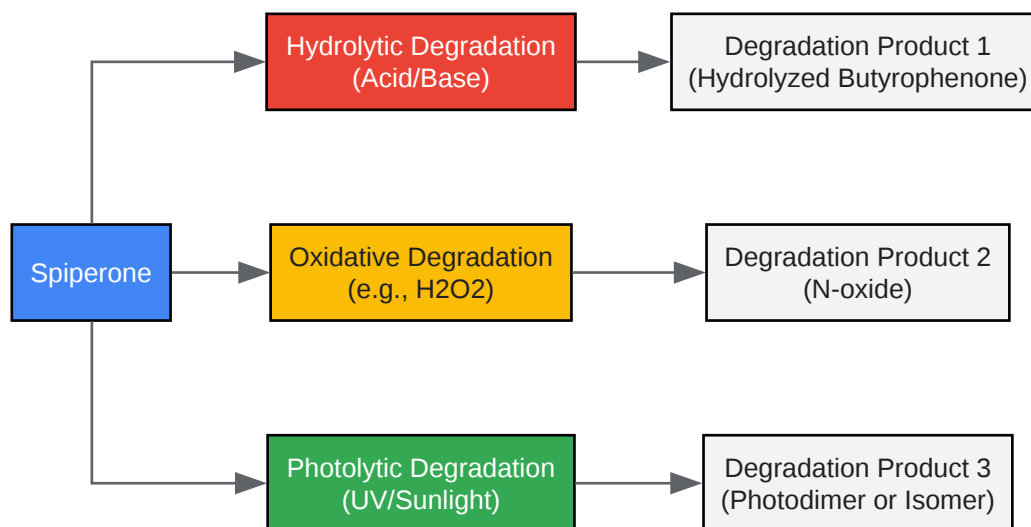 Hydrolytic Degradation
(Acid/Base)
Degradation Product 1
(Hydrolyzed Butyrophenone)
Spiperone
Oxidative Degradation
(e.g., H2O2)
Degradation Product 2
(N-oxide)
Photolytic Degradation
(UV/Sunlight)
Degradation Product 3
(Photodimer or Isomer)